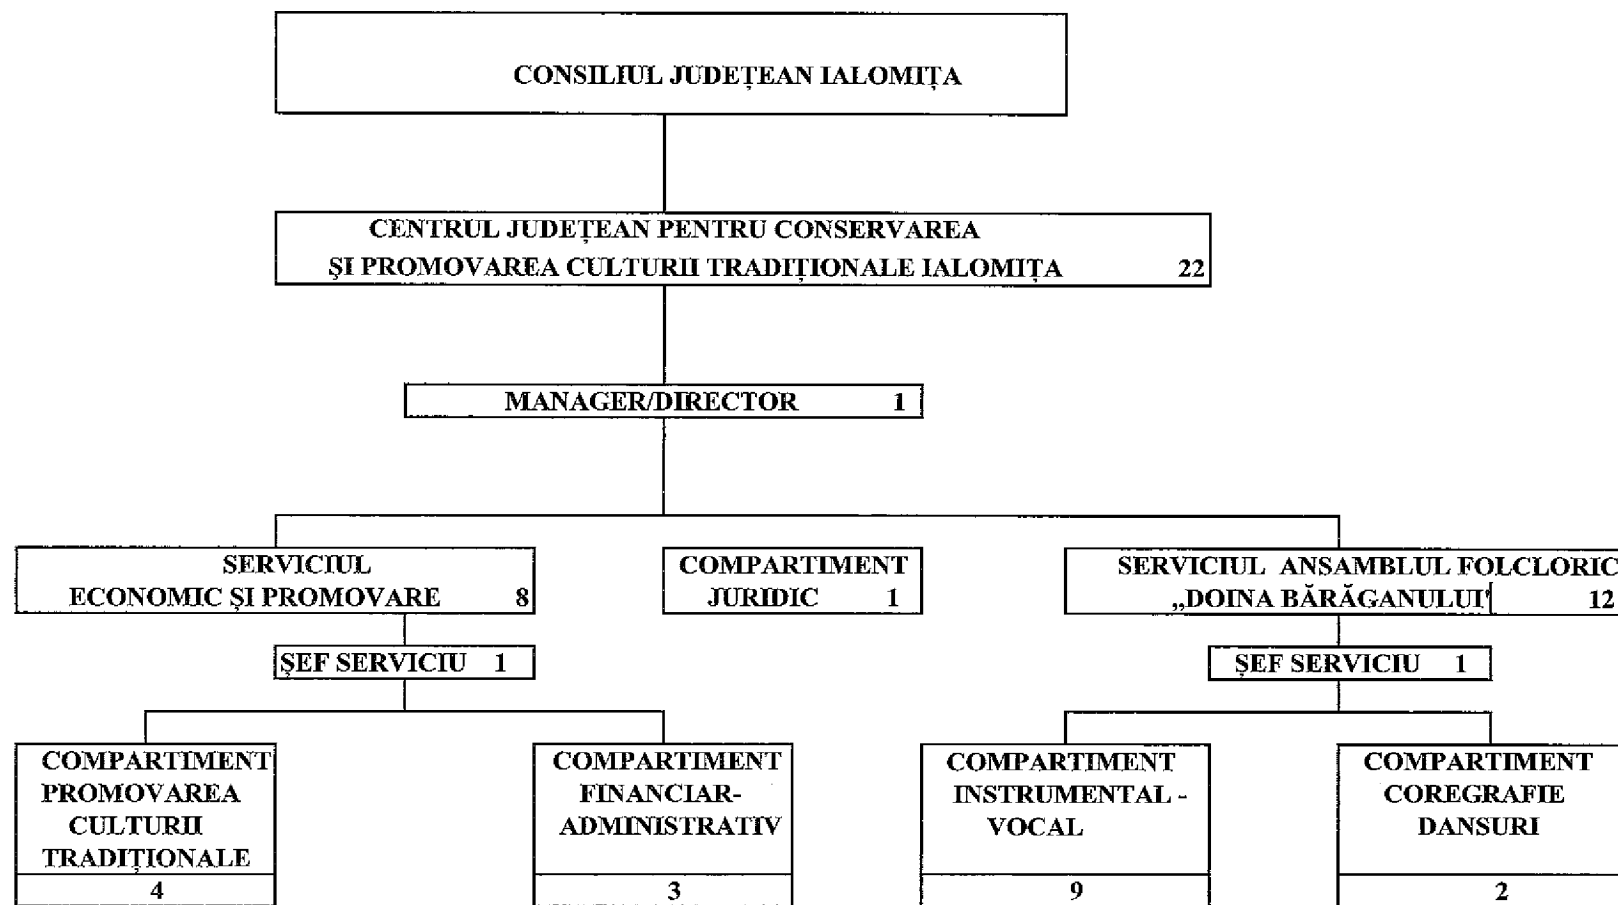 CONSILIUL JUDEȚEAN IALOMIȚA
CENTRUL JUDEȚEAN PENTRU CONSERVAREA
ȘI PROMOVAREA CULTURII TRADIȚIONALE IALOMIȚA 22
MANAGER/DIRECTOR 1
SERVICIUL
ECONOMIC ȘI PROMOVARE 8
COMPARTIMENT
JURIDIC 1
SERVICIUL ANSAMBLUL FOLCLORIC
„DOINA BĂRĂGANULUI" 12
ȘEF SERVICIU 1
ȘEF SERVICIU 1
COMPARTIMENT
PROMOVAREA
CULTURII
TRADIȚIONALE
4
COMPARTIMENT
FINANCIAR-
ADMINISTRATIV
3
COMPARTIMENT
INSTRUMENTAL -
VOCAL
9
COMPARTIMENT
COREGRAFIE
DANSURI
2